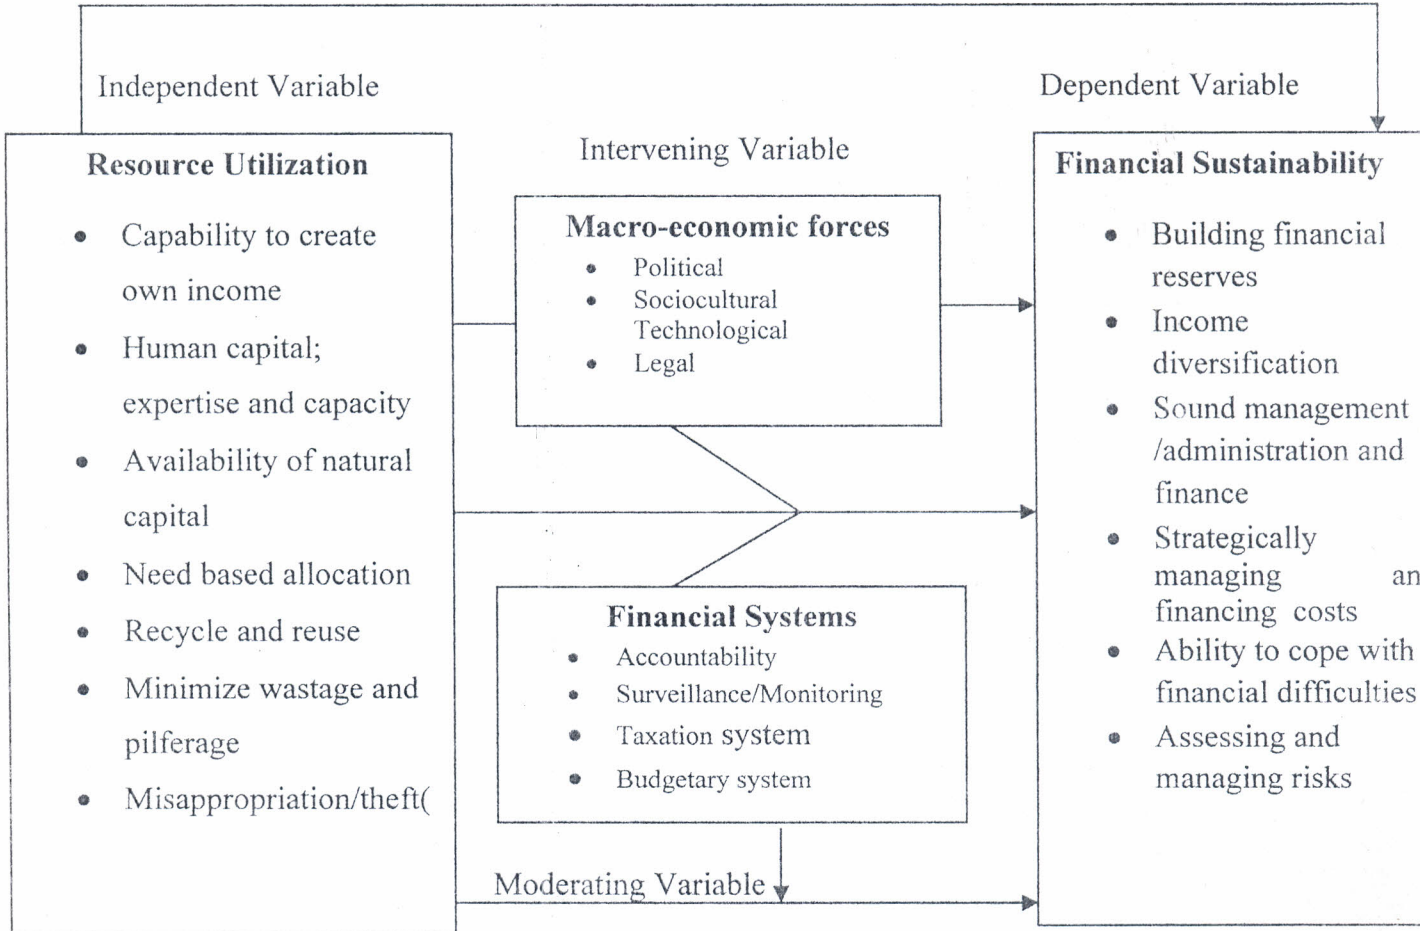 Independent Variable
Dependent Variable
Intervening Variable
Resource Utilization
• Capability to create
own income
• Human capital;
expertise and capacity
• Availability of natural
capital
• Need based allocation
• Recycle and reuse
• Minimize wastage and
pilferage
• Misappropriation/theft(
Macro-economic forces
• Political
• Sociocultural
Technological
• Legal
Financial Systems
• Accountability
• Surveillance/Monitoring
• Taxation system
• Budgetary system
Moderating Variable
Financial Sustainability
• Building financial
reserves
• Income
diversification
• Sound management
/administration and
finance
• Strategically
managing an
financing costs
• Ability to cope with
financial difficulties
• Assessing and
managing risks